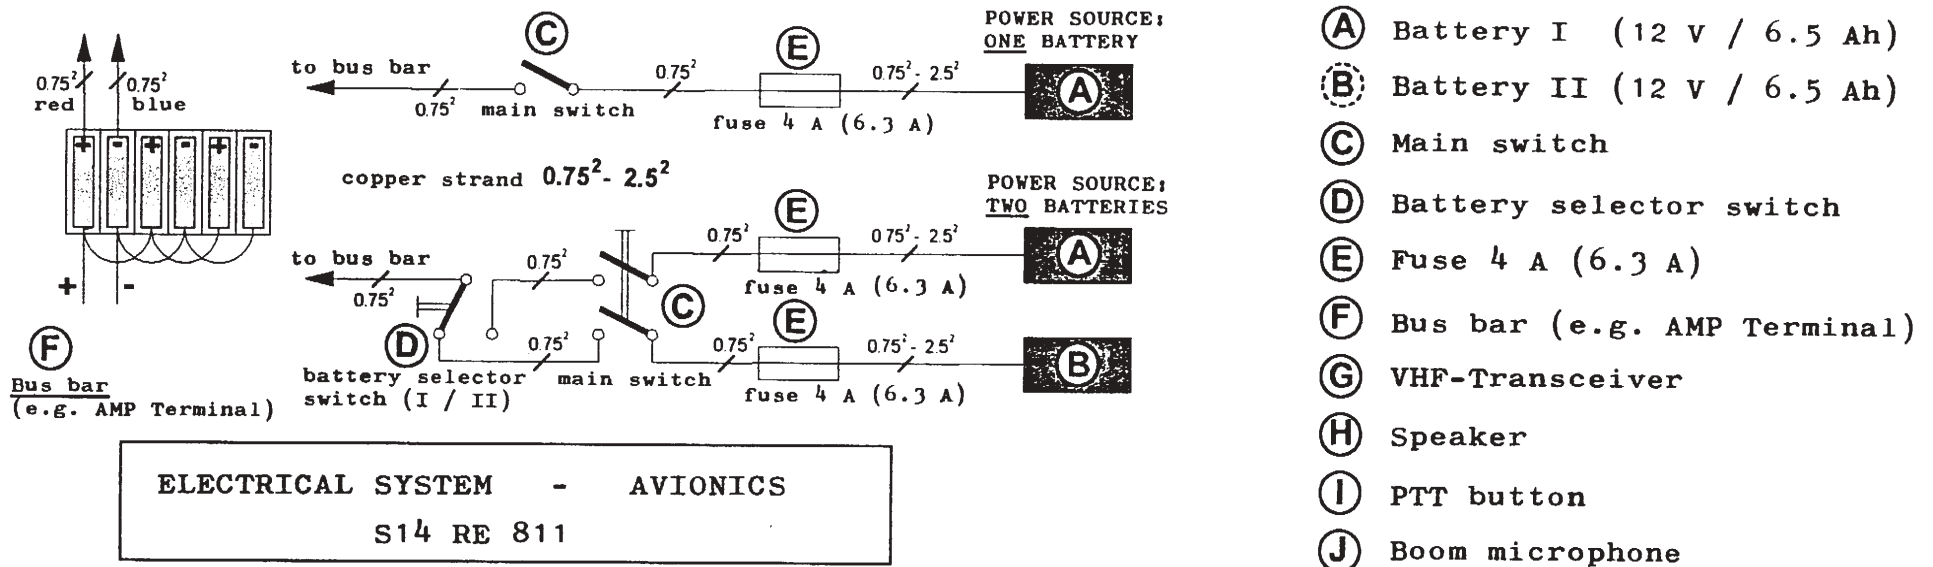 0.75² 0.75²
red blue
+ - + - + -
+ -
F
Bus bar
(e.g. AMP Terminal)
C
E
POWER SOURCE:
ONE BATTERY
to bus bar
0.75²
main switch
0.75²
0.75² - 2.5²
A
fuse 4 A (6.3 A)
copper strand 0.75² - 2.5²
POWER SOURCE:
TWO BATTERIES
E
to bus bar
0.75²
0.75²
0.75²
0.75² - 2.5²
A
fuse 4 A (6.3 A)
C
E
D
0.75²
0.75²
0.75² - 2.5²
B
battery selector
switch (I / II)
main switch
fuse 4 A (6.3 A)
ELECTRICAL SYSTEM - AVIONICS
S14 RE 811
A Battery I (12 V / 6.5 Ah)
B Battery II (12 V / 6.5 Ah)
C Main switch
D Battery selector switch
E Fuse 4 A (6.3 A)
F Bus bar (e.g. AMP Terminal)
G VHF-Transceiver
H Speaker
I PTT button
J Boom microphone